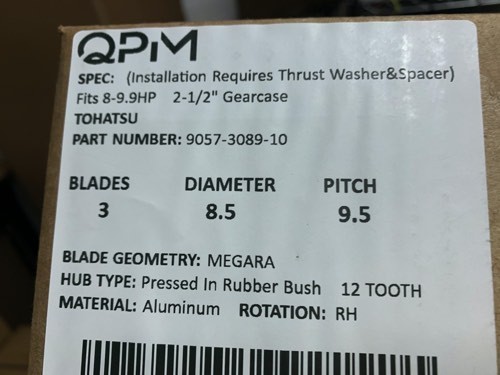 QPM
SPEC: (Installation Requires Thrust Washer&Spacer)
Fits 8-9.9HP 2-1/2" Gearcase
TOHATSU
PART NUMBER: 9057-3089-10
BLADES DIAMETER PITCH
3 8.5 9.5
BLADE GEOMETRY: MEGARA
HUB TYPE: Pressed In Rubber Bush 12 TOOTH
MATERIAL: Aluminum ROTATION: RH